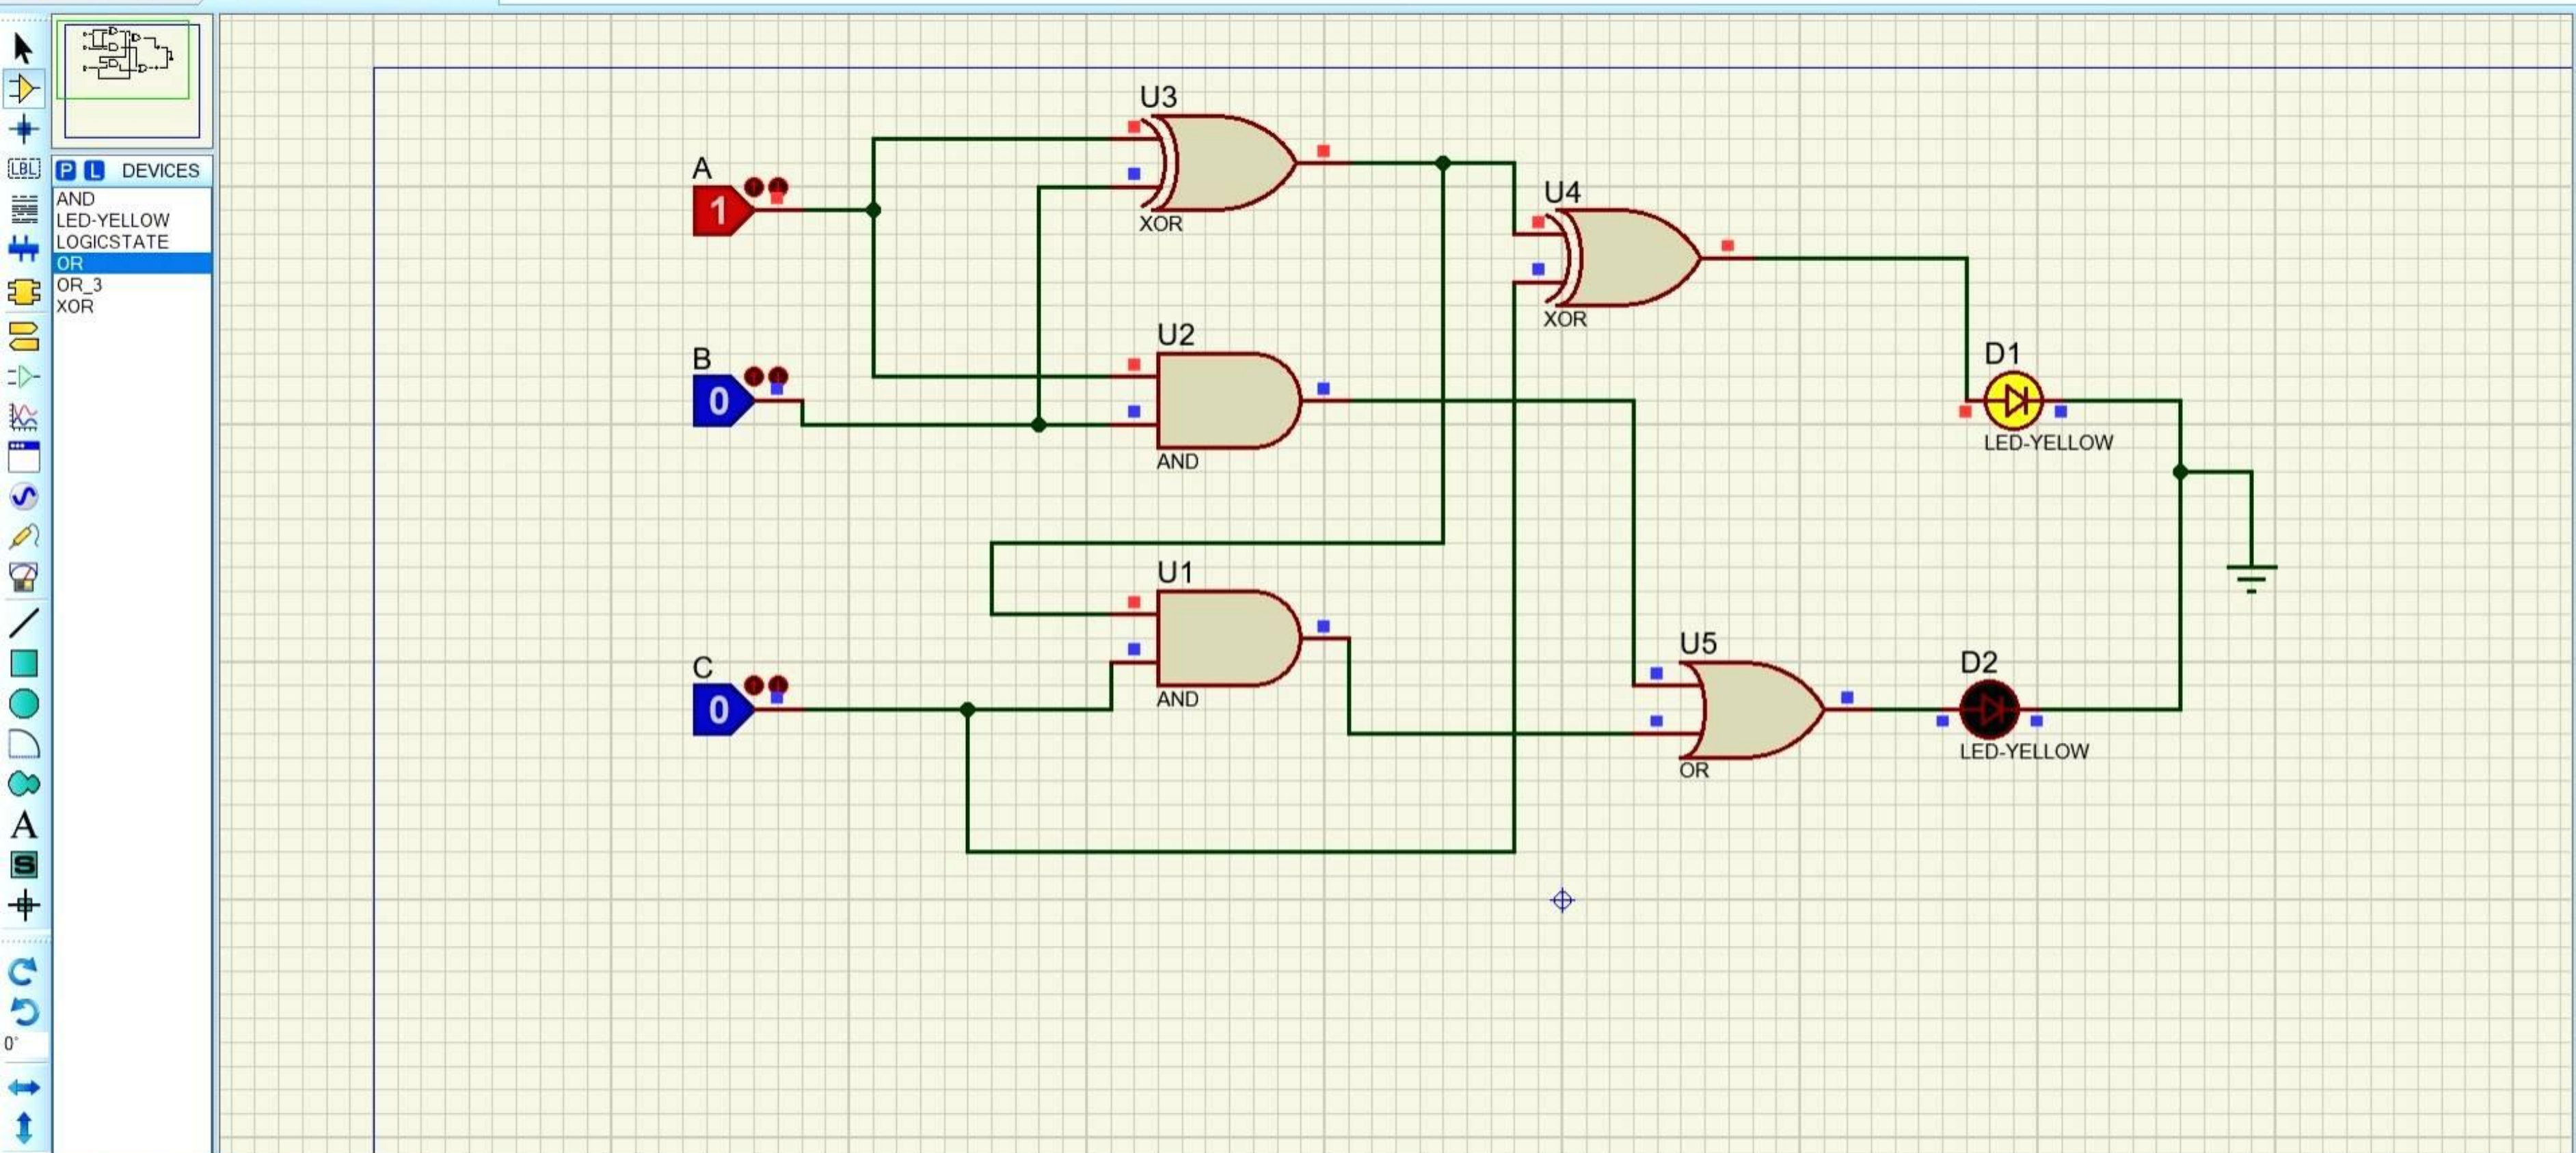 LBL
P L DEVICES
AND
LED-YELLOW
LOGICSTATE
OR
OR_3
XOR
A
S
0°
A
1
B
0
C
0
U3
XOR
U2
AND
U1
AND
U4
XOR
U5
OR
D1
LED-YELLOW
D2
LED-YELLOW